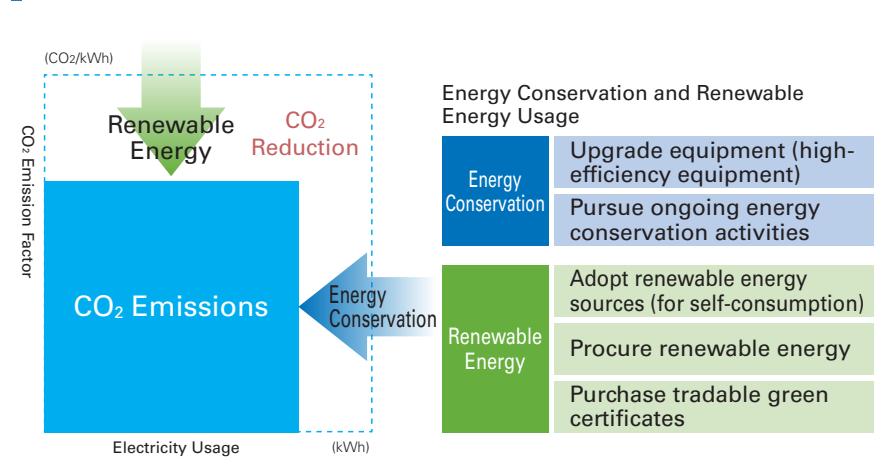 (CO2/kWh)
CO2 Emission Factor
Renewable
Energy
CO2
Reduction
CO2 Emissions
Energy
Conservation
Electricity Usage
(kWh)
Energy Conservation and Renewable
Energy Usage
Energy
Conservation
Upgrade equipment (high-
efficiency equipment)
Pursue ongoing energy
conservation activities
Renewable
Energy
Adopt renewable energy
sources (for self-consumption)
Procure renewable energy
Purchase tradable green
certificates